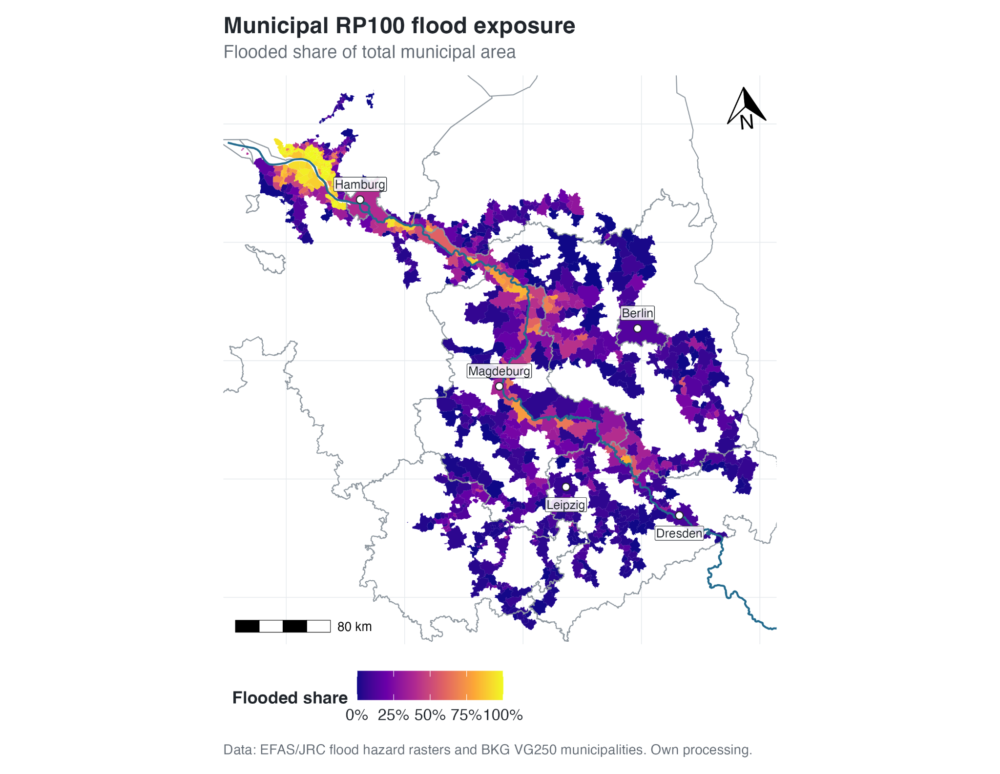 Municipal RP100 flood exposure
Flooded share of total municipal area
N
Hamburg
Berlin
Magdeburg
Leipzig
Dresden
80 km
Flooded share
0% 25% 50% 75% 100%
Data: EFAS/JRC flood hazard rasters and BKG VG250 municipalities. Own processing.